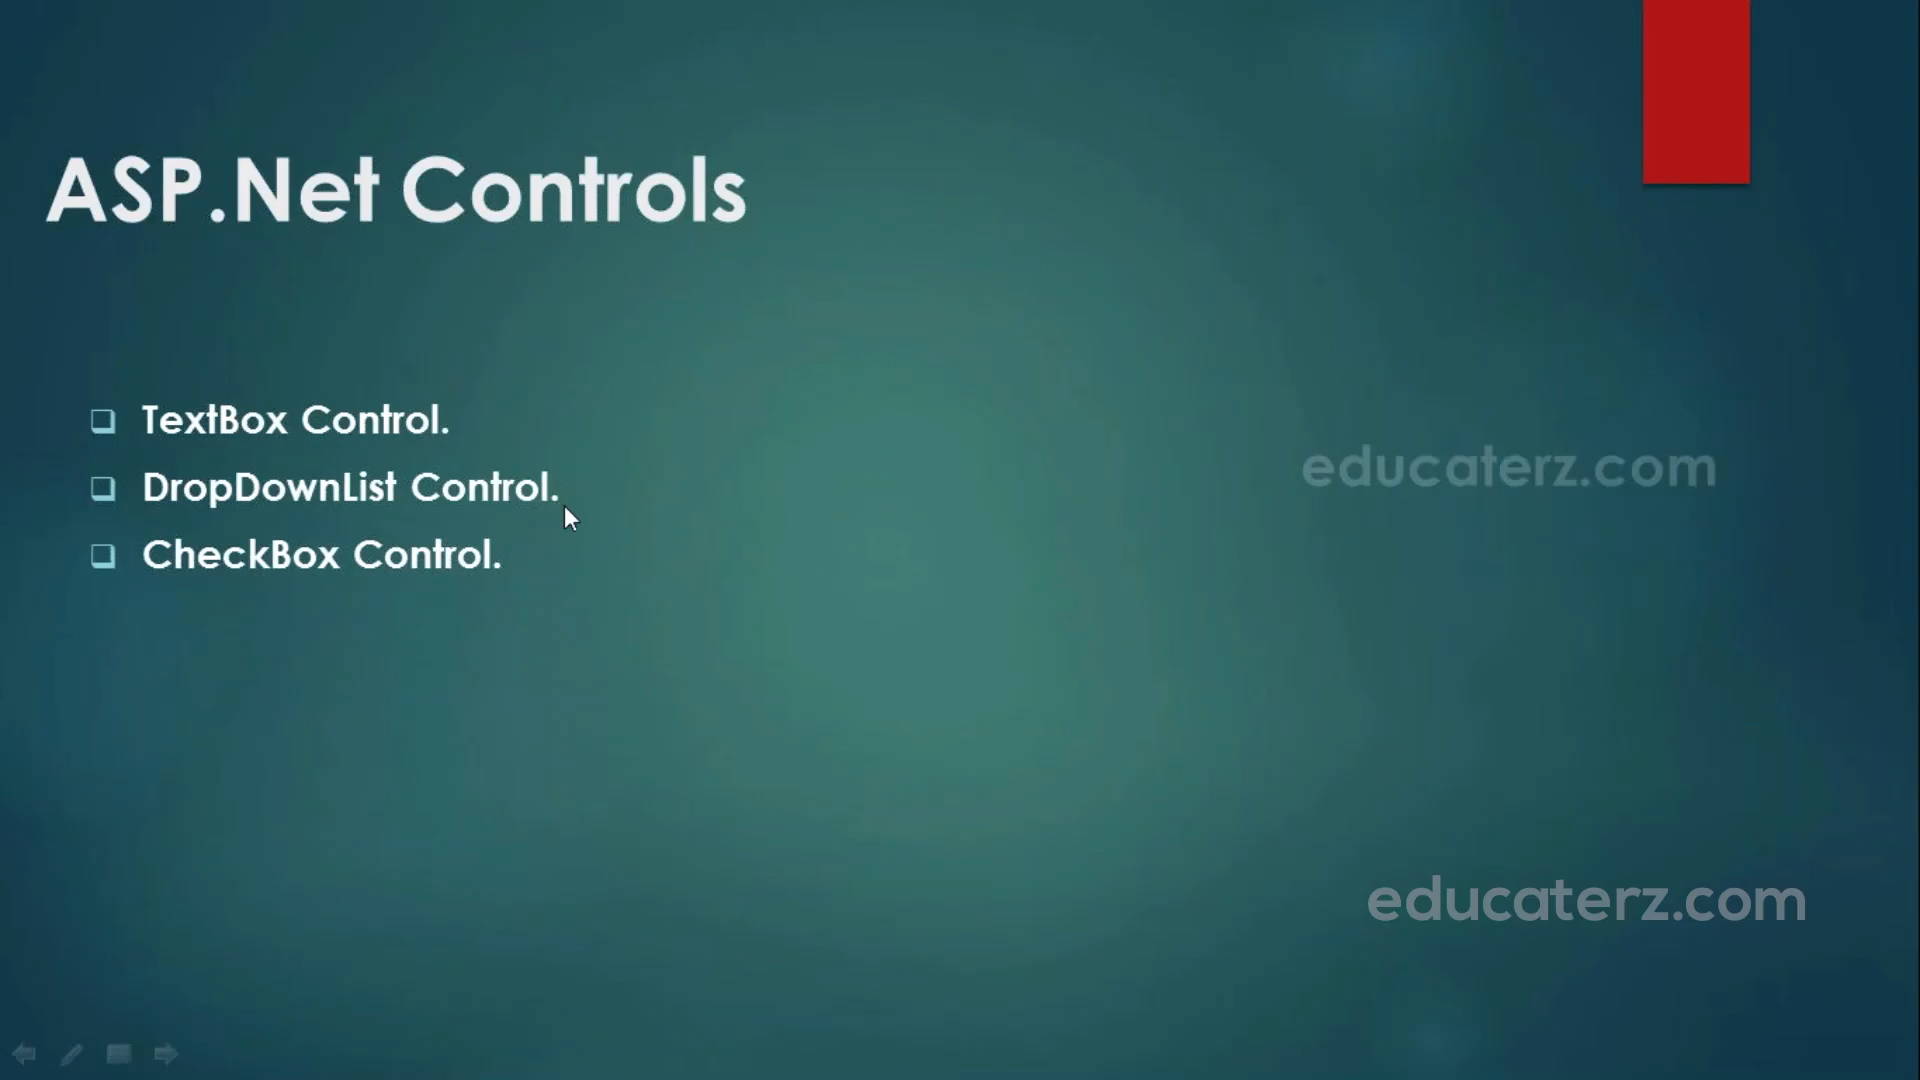 ASP.Net Controls
TextBox Control.
DropDownList Control.
CheckBox Control.
educaterz.com
educaterz.com